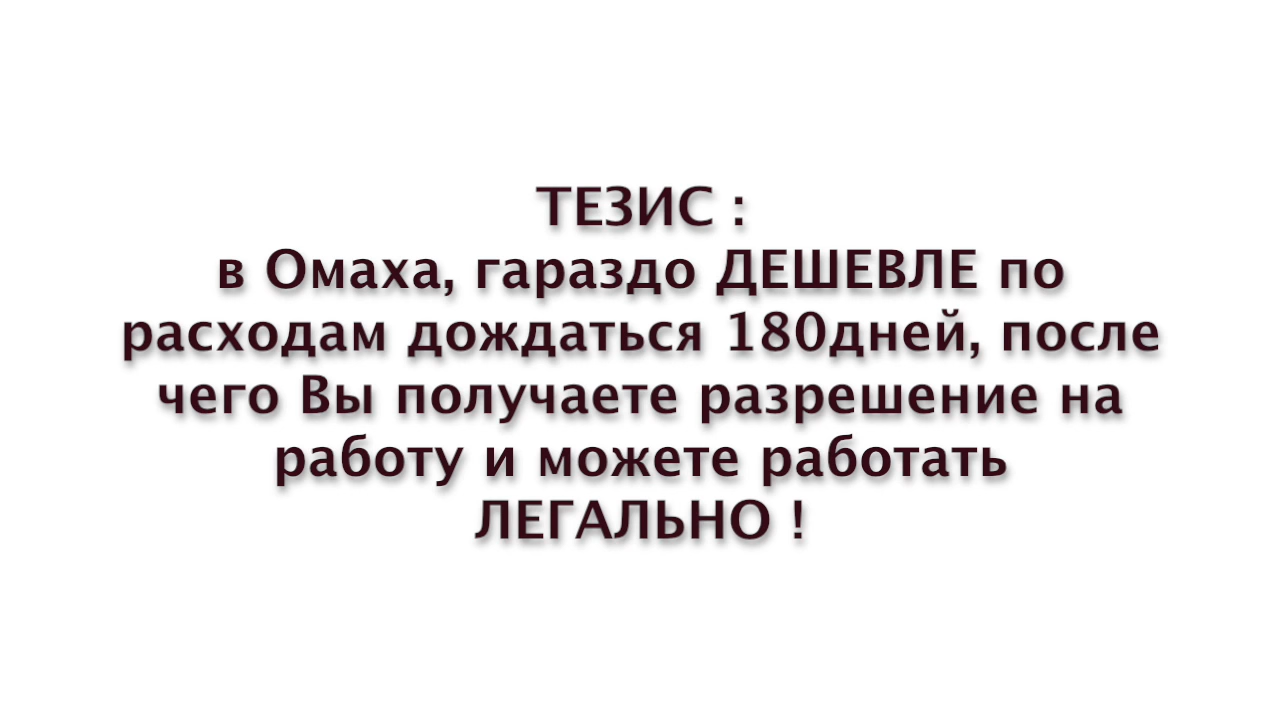 ТЕЗИС :
в Омаха, гараздо ДЕШЕВЛЕ по
расходам дождаться 180дней, после
чего Вы получаете разрешение на
работу и можете работать
ЛЕГАЛЬНО !